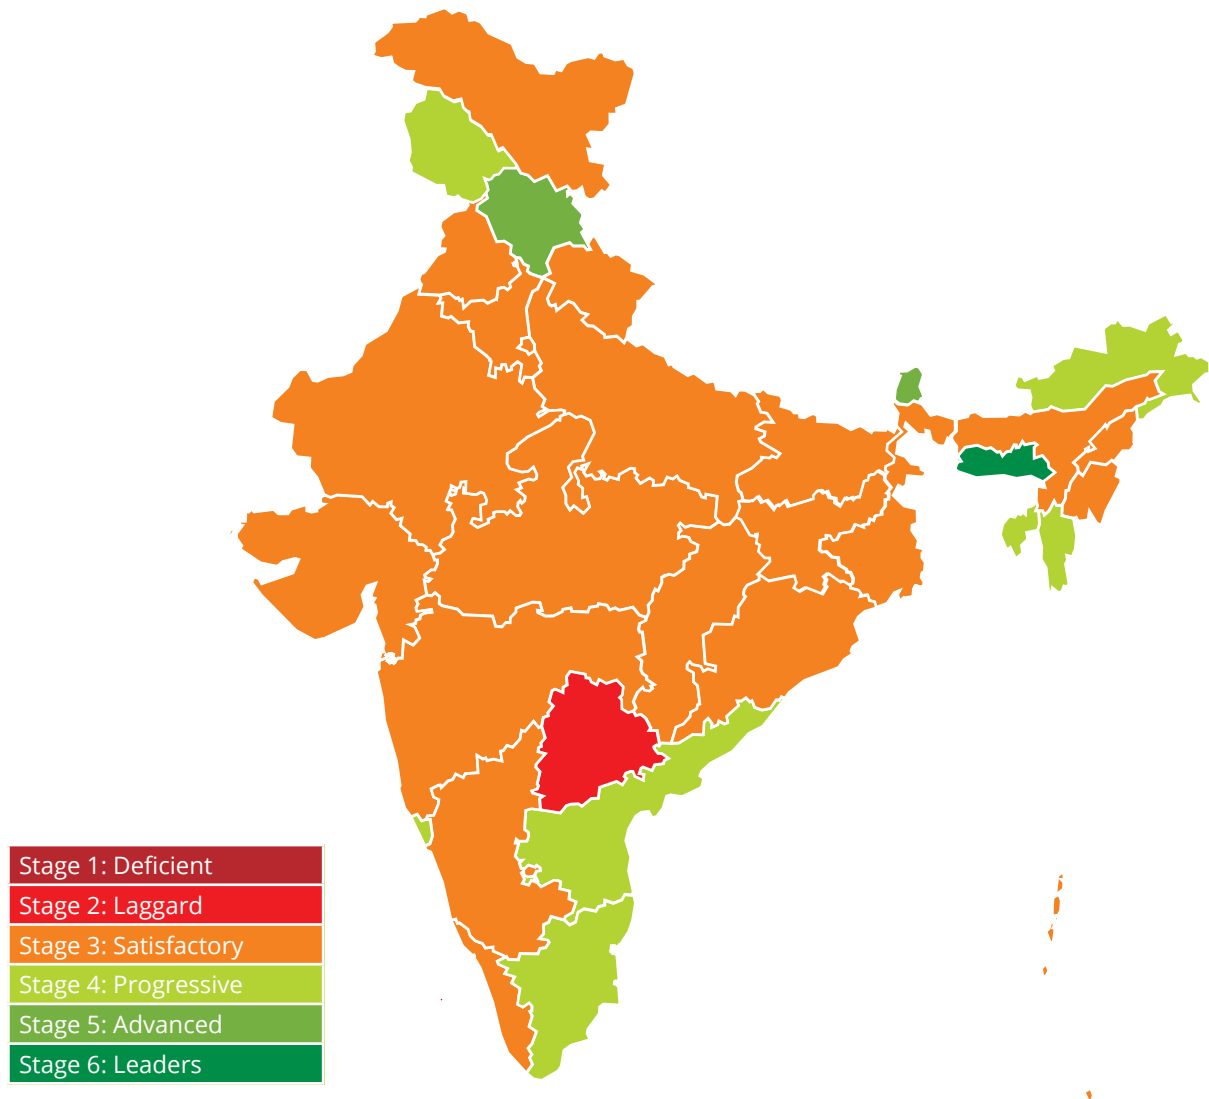 Stage 1: Deficient
Stage 2: Laggard
Stage 3: Satisfactory
Stage 4: Progressive
Stage 5: Advanced
Stage 6: Leaders